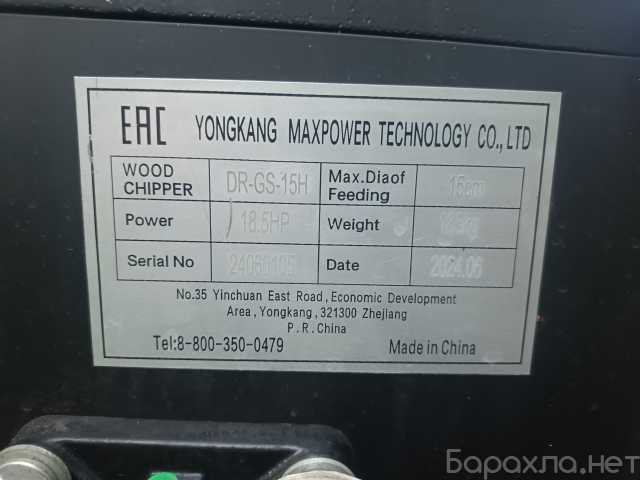 EAC YONGKANG MAXPOWER TECHNOLOGY CO., LTD
WOOD CHIPPER DR-GS-15H Max.Diaof Feeding 15cm
Power 18.5HP Weight
Serial No Date 2024.06
No.35 Yinchuan East Road, Economic Development
Area, Yongkang, 321300 Zhejiang
P.R.China
Tel:8-800-350-0479 Made in China
Барахла.нет